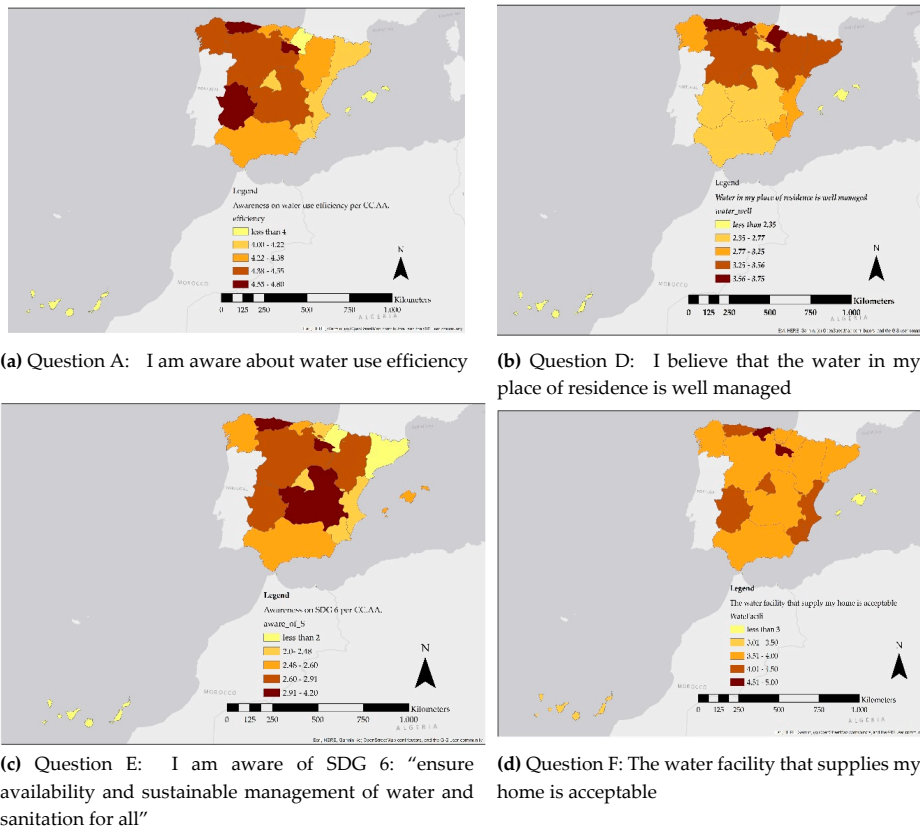 Legend
Awareness on water use efficiency per CC.AA.
efficiency
less than 4
4.00 - 4.22
4.22 - 4.38
4.38 - 4.55
4.55 - 4.60
N
Kilometers
0 125 250 500 750 1.000
MOROCCO
ALGERIA
PORTUGAL
(a) Question A: I am aware about water use efficiency
Legend
Water in my place of residence is well managed
water_well
less than 2,35
2.35 - 2.77
2.77 - 3.25
3.25 - 3.56
3.56 - 3.75
N
Kilometers
0 125 250 500 750 1.000
MOROCCO
ALGERIA
(b) Question D: I believe that the water in my
place of residence is well managed
Legend
Awareness on SDG 6 per CC.AA.
aware_of_S
less than 2
2.0- 2.48
2.48 - 2.60
2.60 - 2.91
2.91 - 4.20
N
Kilometers
0 125 250 500 750 1.000
MOROCCO
ALGERIA
(c) Question E: I am aware of SDG 6: “ensure
availability and sustainable management of water and
sanitation for all”
Legend
The water facility that supply my home is acceptable
WateFacili
less than 3
3.01 - 3.50
3.51 - 4.00
4.01 - 4.50
4.51 - 5.00
N
Kilometers
0 125 250 500 750 1.000
MOROCCO
ALGERIA
(d) Question F: The water facility that supplies my
home is acceptable